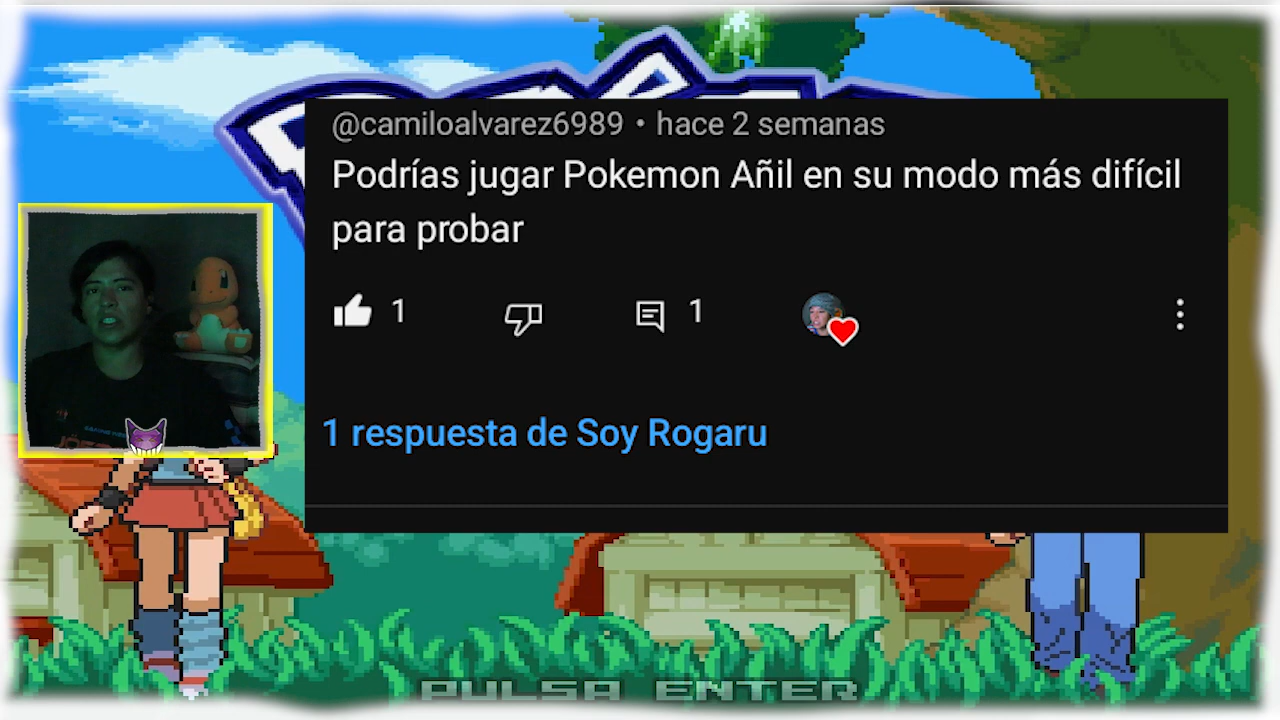 @camiloalvarez6989 • hace 2 semanas
Podrías jugar Pokemon Añil en su modo más difícil
para probar
1 1
1 respuesta de Soy Rogaru
PULSA ENTER